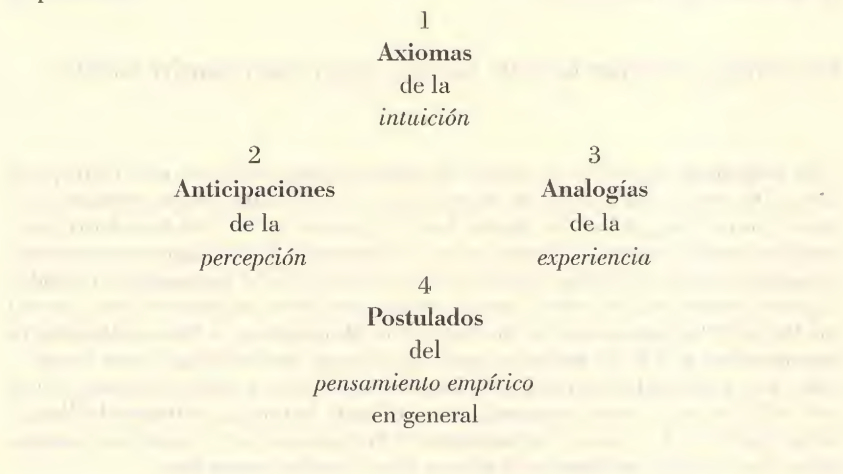 1
Axiomas
de la
intuición
2
Anticipaciones
de la
percepción
3
Analogías
de la
experiencia
4
Postulados
del
pensamiento empírico
en general